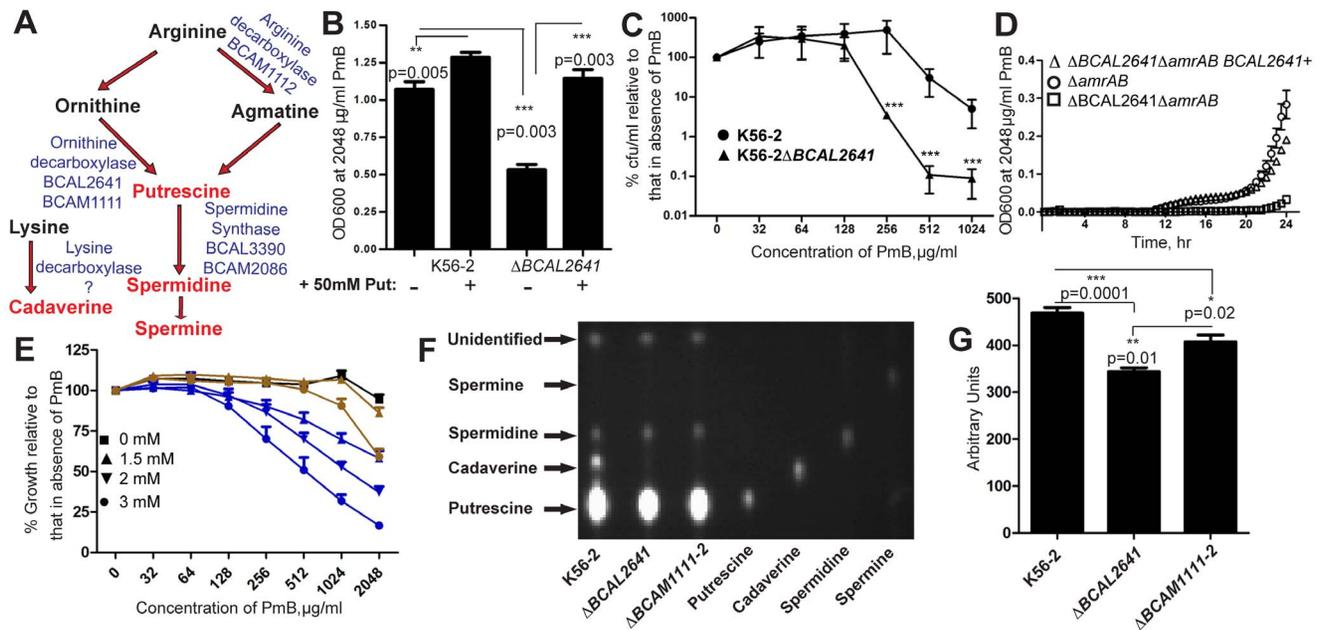 A
Arginine
Arginine
decarboxylase
BCAM1112
Ornithine
Agmatine
Ornithine
decarboxylase
BCAL2641
BCAM1111
Putrescine
Lysine
Lysine
decarboxylase
?
Spermidine
Synthase
BCAL3390
BCAM2086
Cadaverine
Spermidine
Spermine
B
OD600 at 2048 µg/ml PmB
1.50
1.25
1.00
0.75
0.50
0.25
0.00
**
p=0.005
***
p=0.003
***
p=0.003
K56-2
ΔBCAL2641
+ 50mM Put: – + – +
C
% cfu/ml relative to
that in absence of PmB
1000
100
10
1
0.1
0.01
K56-2
K56-2ΔBCAL2641
***
***
***
0 32 64 128 256 512 1024
Concentration of PmB,µg/ml
D
OD600 at 2048µg/ml PmB
0.4
0.3
0.2
0.1
0.0
ΔBCAL2641ΔamrAB BCAL2641+
ΔamrAB
ΔBCAL2641ΔamrAB
4 8 12 16 20 24
Time, hr
E
% Growth relative to
that in absence of PmB
125
100
75
50
25
0
0 mM
1.5 mM
2 mM
3 mM
0 32 64 128 256 512 1024 2048
Concentration of PmB,µg/ml
F
Unidentified
Spermine
Spermidine
Cadaverine
Putrescine
K56-2
ΔBCAL2641
ΔBCAM1111-2
Putrescine
Cadaverine
Spermidine
Spermine
G
Arbitrary Units
500
400
300
200
100
0
***
p=0.0001
*
p=0.02
**
p=0.01
K56-2
ΔBCAL2641
ΔBCAM1111-2